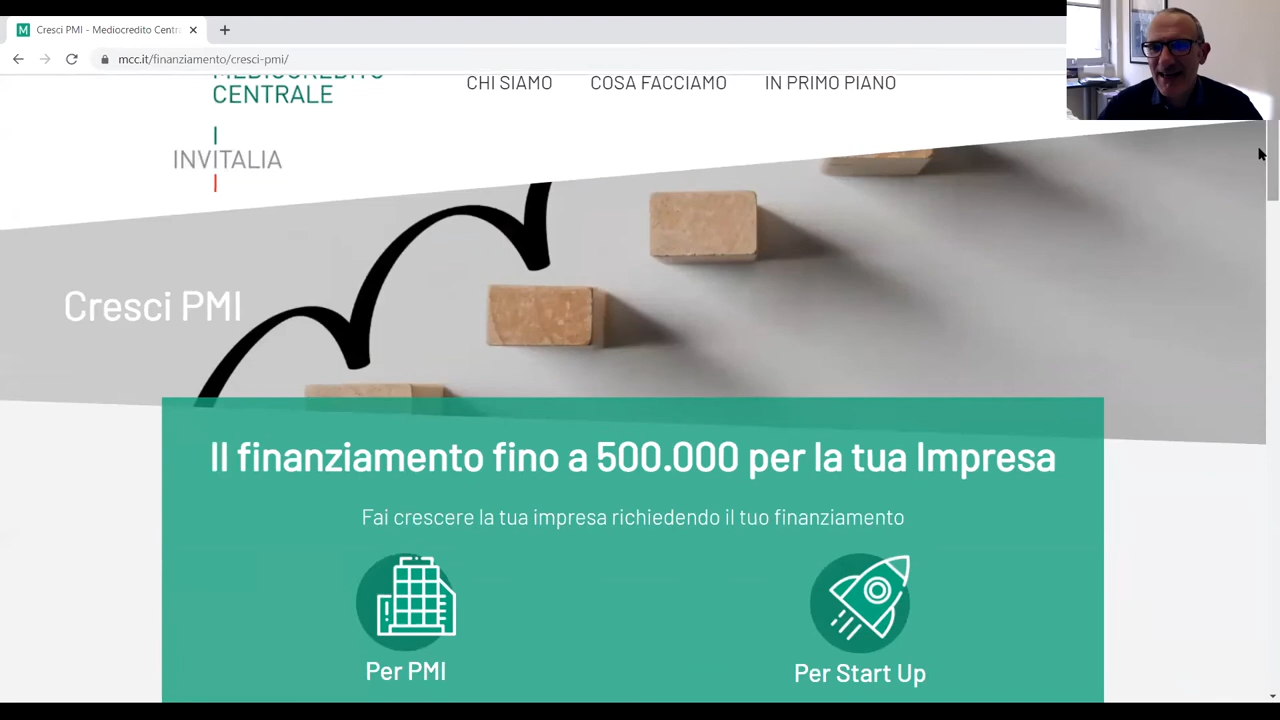 Cresci PMI - Mediocredito Centr
mcc.it/finanziamento/cresci-pmi/
MEDIOCREDITO
CENTRALE
INVITALIA
CHI SIAMO
COSA FACCIAMO
IN PRIMO PIANO
Cresci PMI
Il finanziamento fino a 500.000 per la tua Impresa
Fai crescere la tua impresa richiedendo il tuo finanziamento
Per PMI
Per Start Up